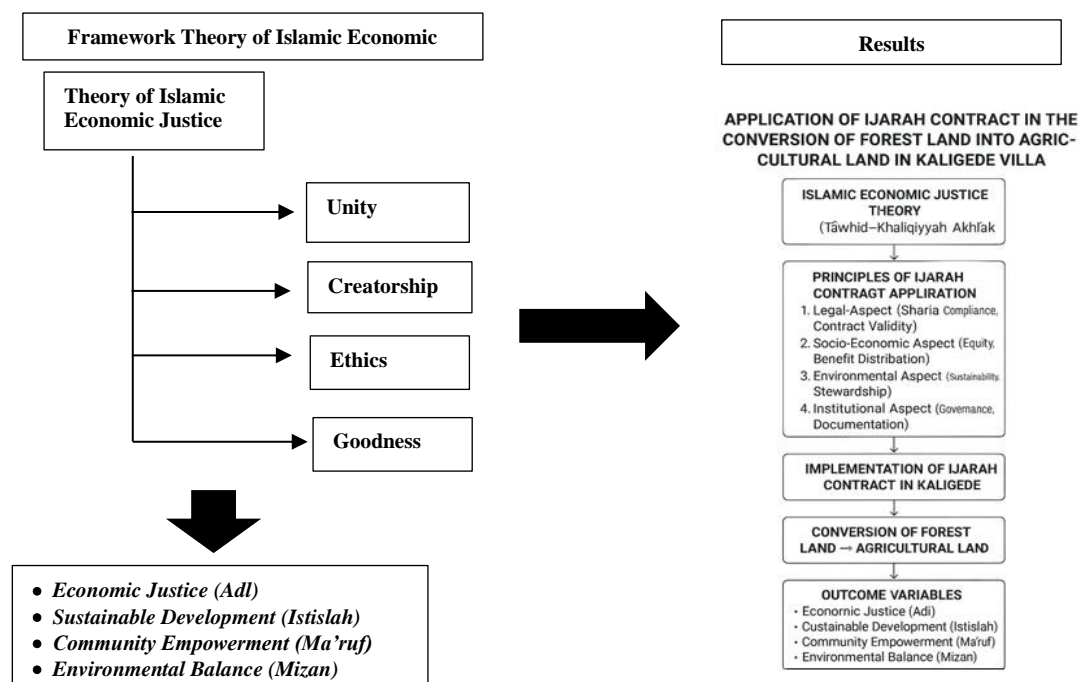 Framework Theory of Islamic Economic
Theory of Islamic
Economic Justice
Unity
Creatorship
Ethics
Goodness
• Economic Justice (Adl)
• Sustainable Development (Istislah)
• Community Empowerment (Ma'ruf)
• Environmental Balance (Mizan)
Results
APPLICATION OF IJARAH CONTRACT IN THE
CONVERSION OF FOREST LAND INTO AGRIC-
CULTURAL LAND IN KALIGEDE VILLA
ISLAMIC ECONOMIC JUSTICE
THEORY
(Tâwhid–Khaliqiyyah Akhl̄ak
PRINCIPLES OF IJARAH
CONTRAGT APPLIRATION
1. Legal-Aspect (Sharia Compliance,
Contract Validity)
2. Socio-Economic Aspect (Equity,
Benefit Distribution)
3. Environmental Aspect (Sustainability,
Stewardship)
4. Institutional Aspect (Governance,
Documentation)
IMPLEMENTATION OF IJARAH
CONTRACT IN KALIGEDE
CONVERSION OF FOREST
LAND → AGRICULTURAL LAND
OUTCOME VARIABLES
• Econornic Justice (Adi)
• Custainable Development (Istislah)
• Community Empowerment (Ma'ruf)
• Environmental Balance (Mizan)